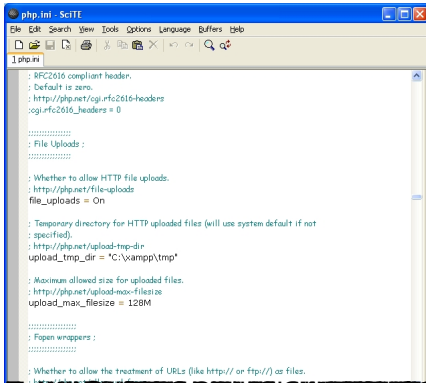 php.ini - SciTE
File Edit Search View Tools Options Language Buffers Help
1 php.ini
; RFC2616 compliant header.
; Default is zero.
; http://php.net/cgi.rfc2616-headers
;cgi.rfc2616_headers = 0
;;;;;;;;;;;;;;;;
; File Uploads ;
;;;;;;;;;;;;;;;;
; Whether to allow HTTP file uploads.
; http://php.net/file-uploads
file_uploads = On
; Temporary directory for HTTP uploaded files (will use system default if not
; specified).
; http://php.net/upload-tmp-dir
upload_tmp_dir = "C:\xampp\tmp"
; Maximum allowed size for uploaded files.
; http://php.net/upload-max-filesize
upload_max_filesize = 128M
;;;;;;;;;;;;;;;;;;
; Fopen wrappers ;
;;;;;;;;;;;;;;;;;;
; Whether to allow the treatment of URLs (like http:// or ftp://) as files.